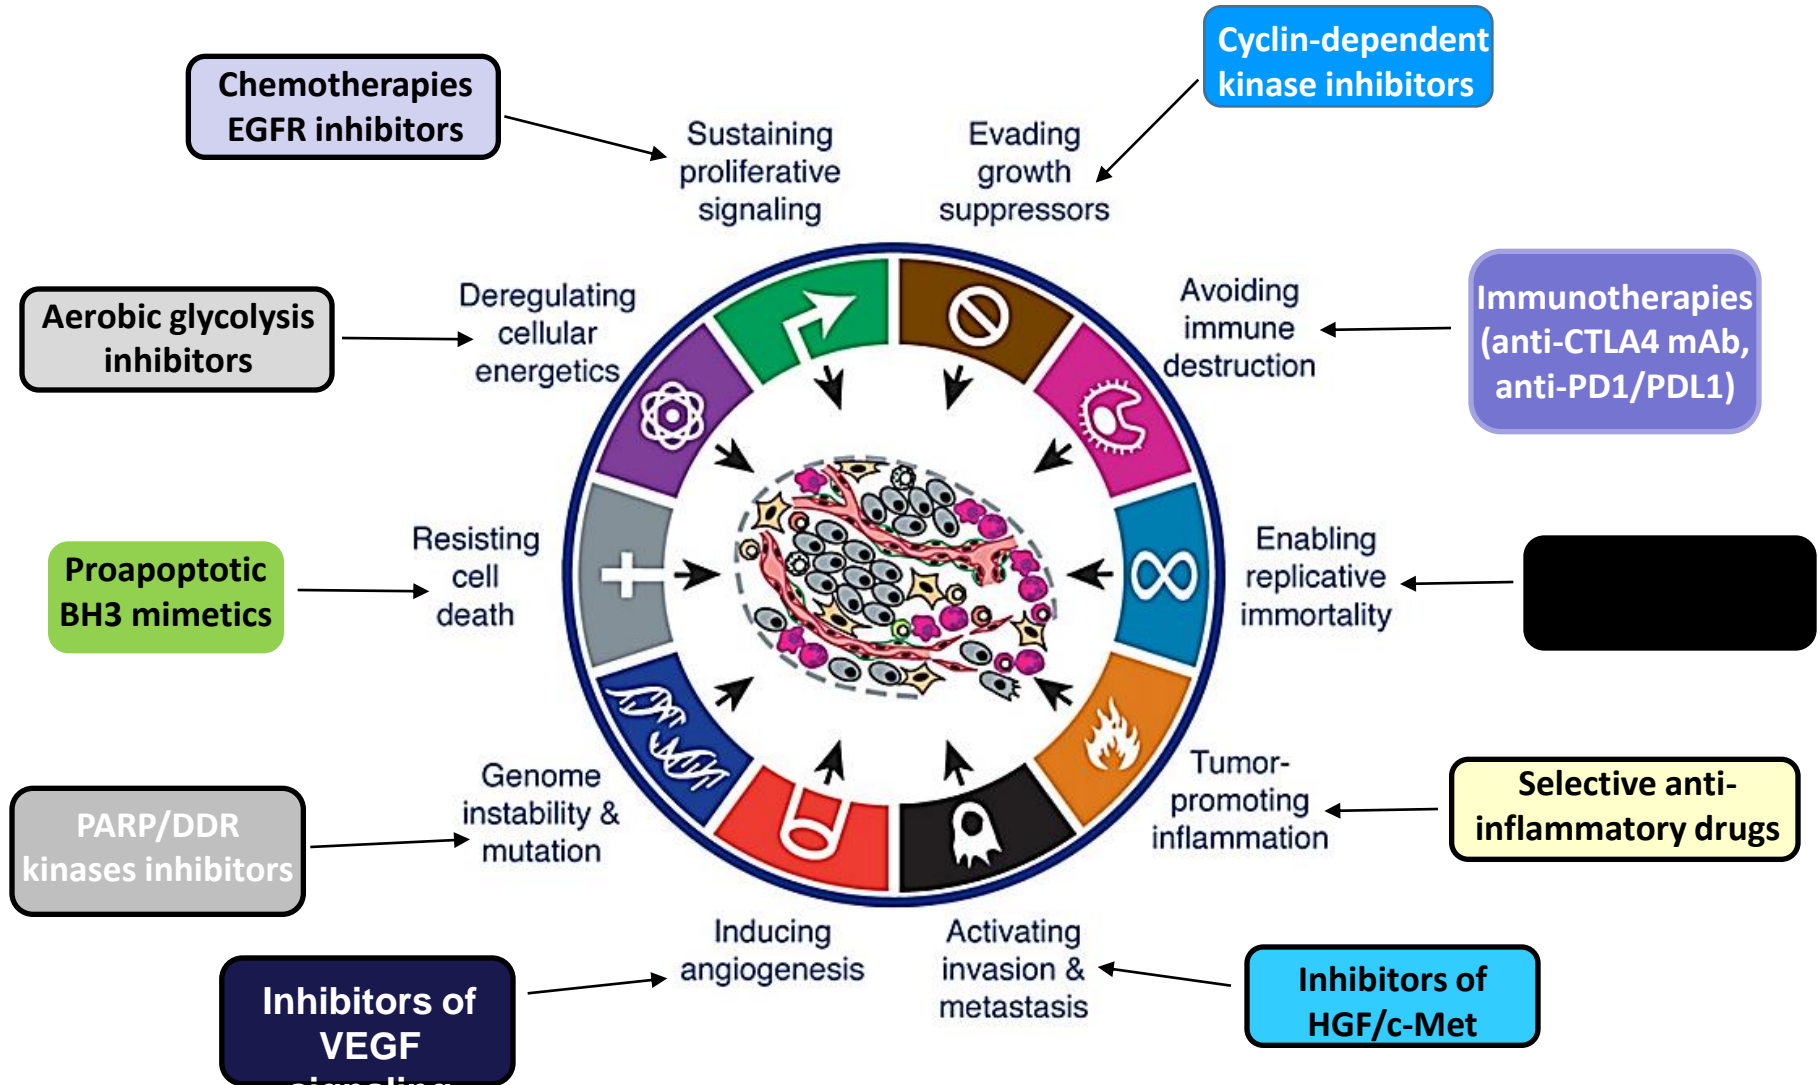 Chemotherapies
EGFR inhibitors
Cyclin-dependent
kinase inhibitors
Sustaining
proliferative
signaling
Evading
growth
suppressors
Aerobic glycolysis
inhibitors
Deregulating
cellular
energetics
Avoiding
immune
destruction
Immunotherapies
(anti-CTLA4 mAb,
anti-PD1/PDL1)
Proapoptotic
BH3 mimetics
Resisting
cell
death
Enabling
replicative
immortality
PARP/DDR
kinases inhibitors
Genome
instability &
mutation
Tumor-
promoting
inflammation
Selective anti-
inflammatory drugs
Inhibitors of
VEGF
signaling
Inducing
angiogenesis
Activating
invasion &
metastasis
Inhibitors of
HGF/c-Met